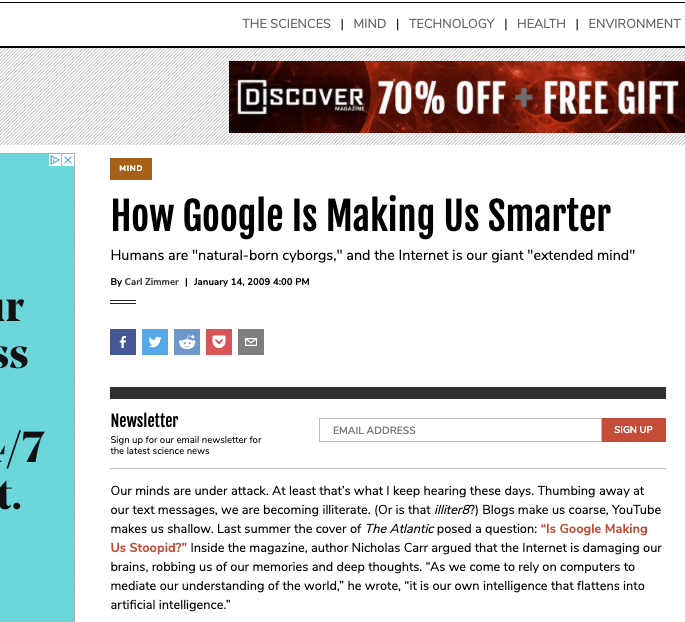 THE SCIENCES | MIND | TECHNOLOGY | HEALTH | ENVIRONMENT
DISCOVER
MAGAZINE
70% OFF + FREE GIFT
MIND
How Google Is Making Us Smarter
Humans are "natural-born cyborgs," and the Internet is our giant "extended mind"
By Carl Zimmer | January 14, 2009 4:00 PM
ur
ss
4/7
t.
Newsletter
Sign up for our email newsletter for
the latest science news
EMAIL ADDRESS
SIGN UP
Our minds are under attack. At least that’s what I keep hearing these days. Thumbing away at
our text messages, we are becoming illiterate. (Or is that illiter8?) Blogs make us coarse, YouTube
makes us shallow. Last summer the cover of The Atlantic posed a question: “Is Google Making
Us Stoopid?” Inside the magazine, author Nicholas Carr argued that the Internet is damaging our
brains, robbing us of our memories and deep thoughts. “As we come to rely on computers to
mediate our understanding of the world,” he wrote, “it is our own intelligence that flattens into
artificial intelligence.”